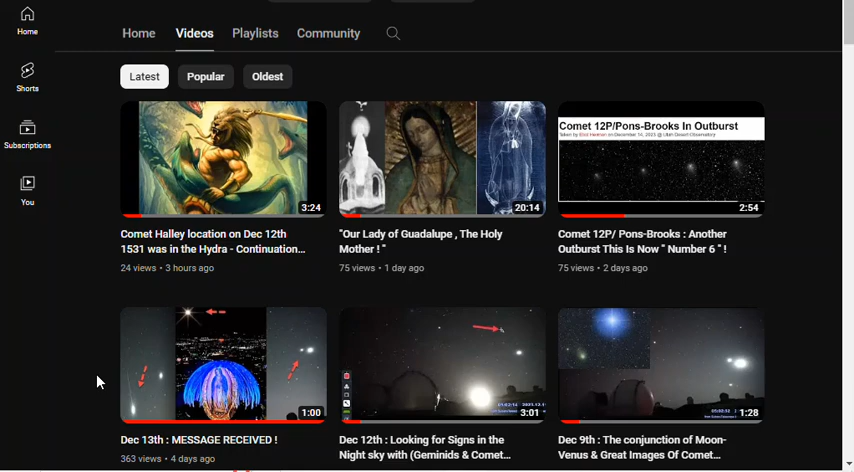 Home
Shorts
Subscriptions
You
Home Videos Playlists Community
Latest Popular Oldest
3:24
Comet Halley location on Dec 12th
1531 was in the Hydra - Continuation...
24 views • 3 hours ago
20:14
"Our Lady of Guadalupe , The Holy
Mother ! "
75 views • 1 day ago
Comet 12P/Pons-Brooks In Outburst
2:54
Comet 12P/ Pons-Brooks : Another
Outburst This Is Now " Number 6 " !
75 views • 2 days ago
1:00
Dec 13th : MESSAGE RECEIVED !
363 views • 4 days ago
3:01
Dec 12th : Looking for Signs in the
Night sky with (Geminids & Comet...
1:28
Dec 9th : The conjunction of Moon-
Venus & Great Images Of Comet...